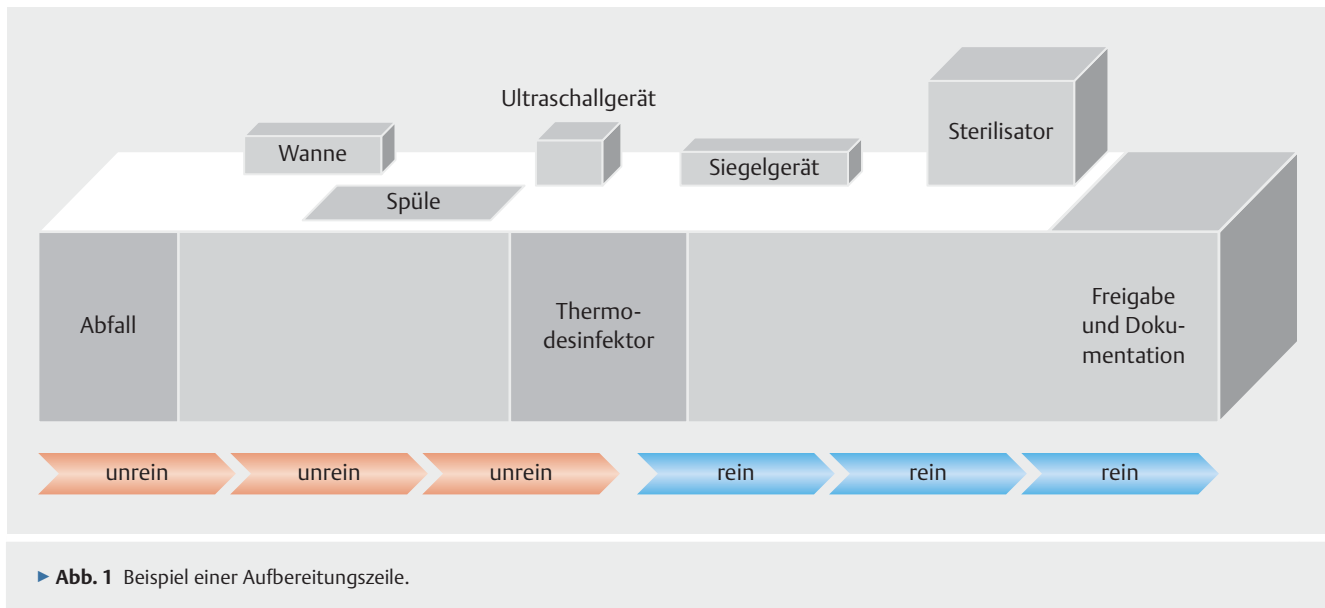 Ultraschallgerät
Sterilisator
Wanne
Siegelgerät
Spüle
Abfall
Thermo-
desinfektor
Freigabe
und Doku-
mentation
unrein
unrein
unrein
rein
rein
rein
▶ Abb. 1 Beispiel einer Aufbereitungszeile.